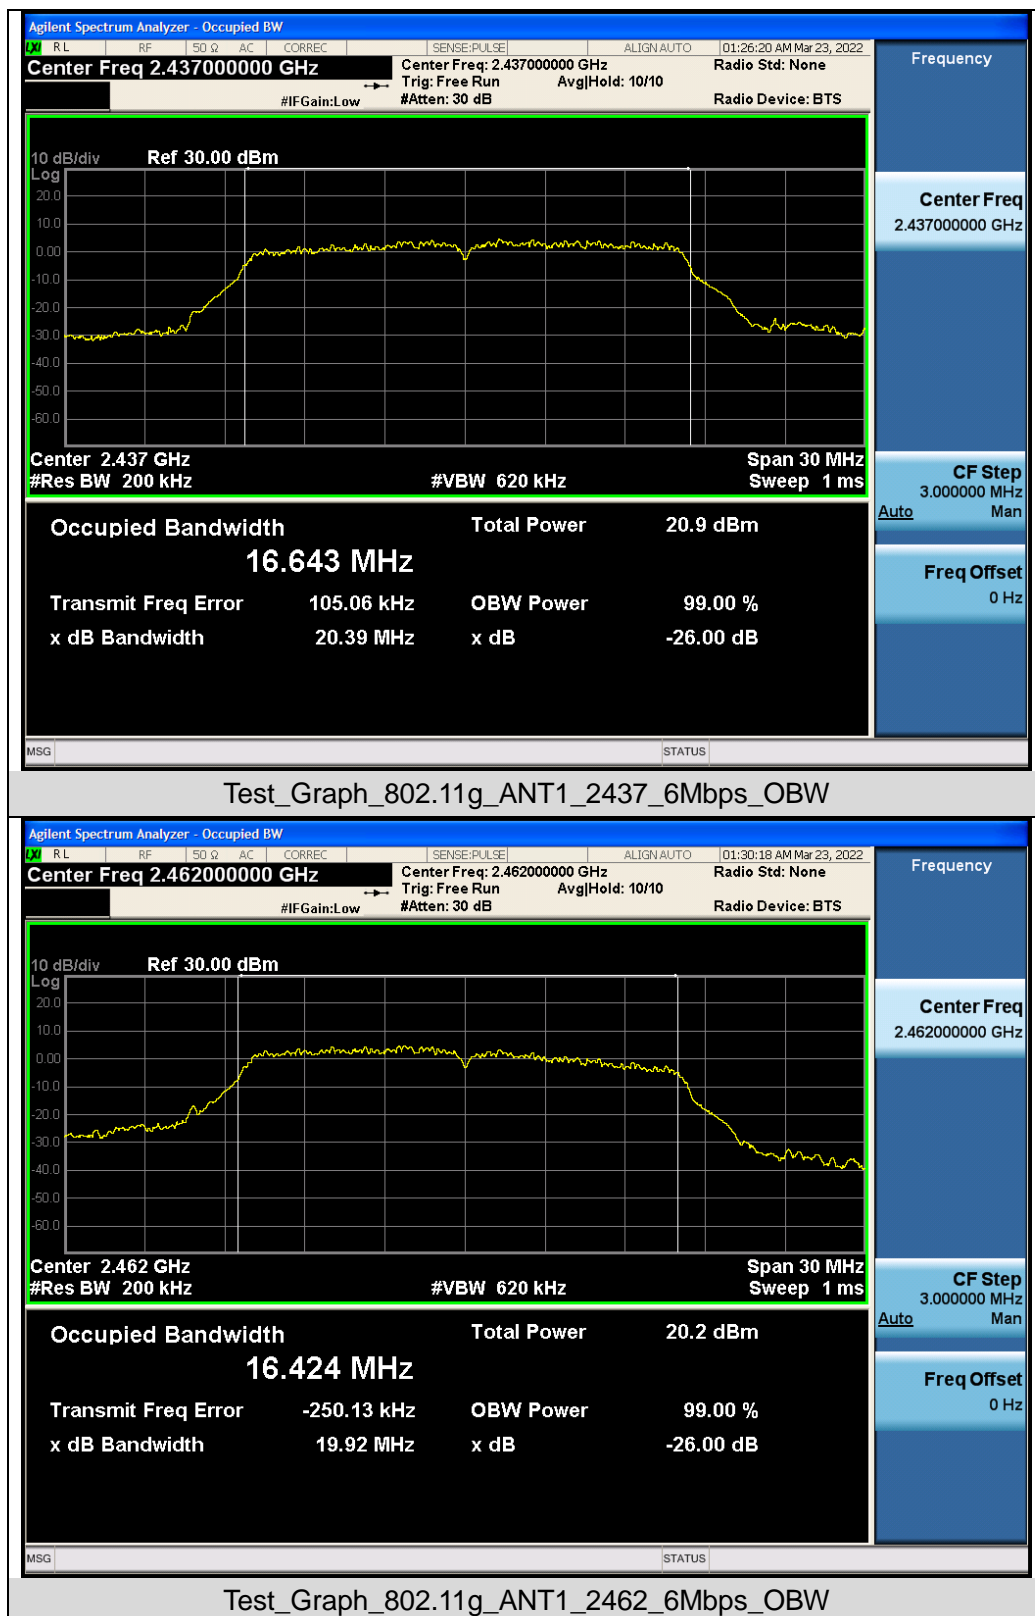 Agilent Spectrum Analyzer - Occupied BW
LXI RL RF 50 Ω AC CORREC SENSE:PULSE ALIGN AUTO 01:26:20 AM Mar 23, 2022
Center Freq 2.437000000 GHz
Center Freq: 2.437000000 GHz Radio Std: None
Trig: Free Run Avg|Hold: 10/10
#IFGain:Low #Atten: 30 dB Radio Device: BTS
Frequency
10 dB/div Ref 30.00 dBm
Log
20.0
10.0
0.00
-10.0
-20.0
-30.0
-40.0
-50.0
-60.0
Center 2.437 GHz Span 30 MHz
#Res BW 200 kHz #VBW 620 kHz Sweep 1 ms
Center Freq
2.437000000 GHz
CF Step
3.000000 MHz
Auto Man
Freq Offset
0 Hz
Occupied Bandwidth Total Power 20.9 dBm
16.643 MHz
Transmit Freq Error 105.06 kHz OBW Power 99.00 %
x dB Bandwidth 20.39 MHz x dB -26.00 dB
MSG STATUS
Test_Graph_802.11g_ANT1_2437_6Mbps_OBW
Agilent Spectrum Analyzer - Occupied BW
LXI RL RF 50 Ω AC CORREC SENSE:PULSE ALIGN AUTO 01:30:18 AM Mar 23, 2022
Center Freq 2.462000000 GHz
Center Freq: 2.462000000 GHz Radio Std: None
Trig: Free Run Avg|Hold: 10/10
#IFGain:Low #Atten: 30 dB Radio Device: BTS
Frequency
10 dB/div Ref 30.00 dBm
Log
20.0
10.0
0.00
-10.0
-20.0
-30.0
-40.0
-50.0
-60.0
Center 2.462 GHz Span 30 MHz
#Res BW 200 kHz #VBW 620 kHz Sweep 1 ms
Center Freq
2.462000000 GHz
CF Step
3.000000 MHz
Auto Man
Freq Offset
0 Hz
Occupied Bandwidth Total Power 20.2 dBm
16.424 MHz
Transmit Freq Error -250.13 kHz OBW Power 99.00 %
x dB Bandwidth 19.92 MHz x dB -26.00 dB
MSG STATUS
Test_Graph_802.11g_ANT1_2462_6Mbps_OBW